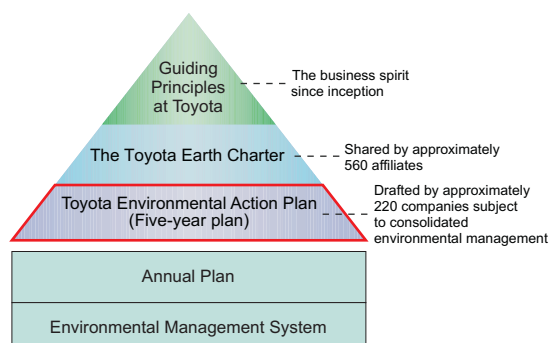 Guiding
Principles
at Toyota
The business spirit
since inception
The Toyota Earth Charter
Shared by approximately
560 affiliates
Toyota Environmental Action Plan
(Five-year plan)
Drafted by approximately
220 companies subject
to consolidated
environmental management
Annual Plan
Environmental Management System